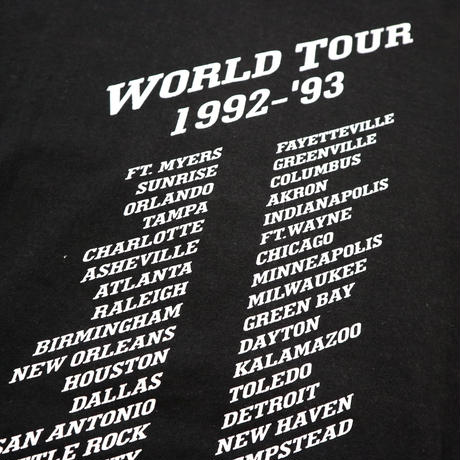 WORLD TOUR
1992-'93
FT. MYERS
SUNRISE
ORLANDO
TAMPA
CHARLOTTE
ASHEVILLE
ATLANTA
RALEIGH
BIRMINGHAM
NEW ORLEANS
HOUSTON
DALLAS
SAN ANTONIO
ROCK
FAYETTEVILLE
GREENVILLE
COLUMBUS
AKRON
INDIANAPOLIS
FT.WAYNE
CHICAGO
MINNEAPOLIS
MILWAUKEE
GREEN BAY
DAYTON
KALAMAZOO
TOLEDO
DETROIT
NEW HAVEN